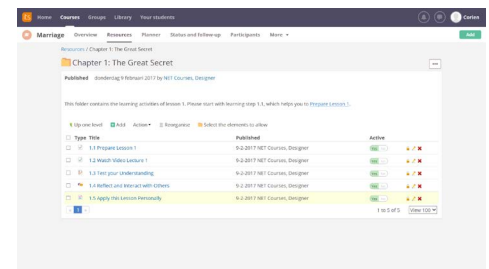 Home Courses Groups Library Your students Corien
Marriage Overview Resources Planner Status and follow-up Participants More Add
Resources / Chapter 1: The Great Secret
Chapter 1: The Great Secret
Published donderdag 9 februari 2017 by NET Courses, Designer
This folder contains the learning activities of lesson 1. Please start with learning step 1.1, which helps you to Prepare Lesson 1.
Up one level Add Action Reorganize Select the elements to allow
Type Title Published Active
1.1 Prepare Lesson 1 9-2-2017 NET Courses, Designer Yes
1.2 Watch Video Lecture 1 9-2-2017 NET Courses, Designer Yes
1.3 Test your Understanding 9-2-2017 NET Courses, Designer Yes
1.4 Reflect and Interact with Others 9-2-2017 NET Courses, Designer Yes
1.5 Apply this Lesson Personally 9-2-2017 NET Courses, Designer Yes
1 1 to 5 of 5 View 100